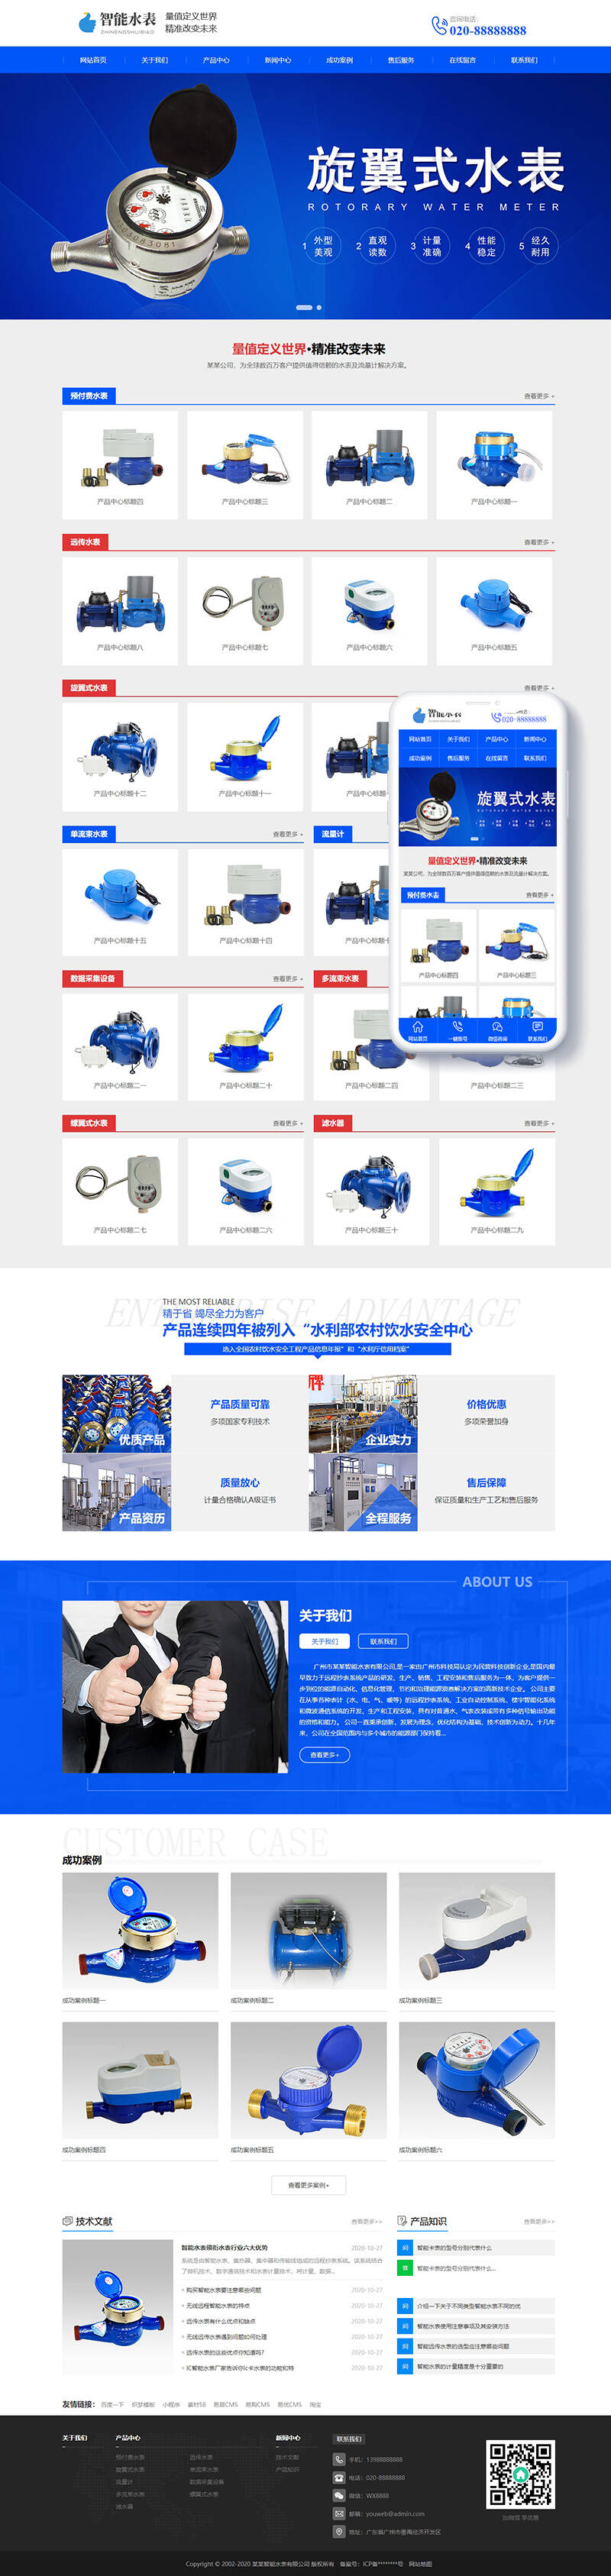 智能水表
ZHINENGSHUIBIAO
量值定义世界
精准改变未来
咨询电话：
020-88888888
网站首页
关于我们
产品中心
新闻中心
成功案例
售后服务
在线留言
联系我们
旋翼式水表
ROTORARY WATER METER
1 外型美观
2 直观读数
3 计量准确
4 性能稳定
5 经久耐用
量值定义世界•精准改变未来
某某公司，为全球数百万客户提供值得信赖的水表及流量计解决方案。
预付费水表
查看更多 +
产品中心标题四
产品中心标题三
产品中心标题二
产品中心标题一
远传水表
查看更多 +
产品中心标题八
产品中心标题七
产品中心标题六
产品中心标题五
旋翼式水表
查看更多 +
产品中心标题十二
产品中心标题十一
单流束水表
查看更多 +
流量计
产品中心标题十五
产品中心标题十四
数据采集设备
查看更多 +
多流束水表
产品中心标题二一
产品中心标题二十
产品中心标题二四
产品中心标题二三
智能水表
020-88888888
网站首页
关于我们
产品中心
新闻中心
成功案例
售后服务
在线留言
联系我们
旋翼式水表
量值定义世界•精准改变未来
某某公司，为全球数百万客户提供值得信赖的水表及流量计解决方案。
预付费水表
查看更多 +
产品中心标题四
产品中心标题三
网站首页
一键拨号
微信咨询
联系我们
螺翼式水表
查看更多 +
滤水器
查看更多 +
产品中心标题二七
产品中心标题二六
产品中心标题三十
产品中心标题二九
ENTERPRISE ADVANTAGE
THE MOST RELIABLE
精于省 竭尽全力为客户
产品连续四年被列入“水利部农村饮水安全中心
选入全国农村饮水安全工程产品信息年报”和“水利厅信用档案”
优质产品
产品质量可靠
多项国家专利技术
企业实力
价格优惠
多项荣誉加身
产品资历
质量放心
计量合格确认A级证书
全程服务
售后保障
保证质量和生产工艺和售后服务
ABOUT US
关于我们
关于我们
联系我们
广州市某某智能水表有限公司,是一家由广州市科技局认定为民营科技创新企业,是国内最
早致力于远程抄表系统产品的研发、生产、销售、工程安装和售后服务为一体，为客户提供一
步到位的能源自动化、信息化管理、节约和治理能源浪费解决方案的高新技术企业。 公司主要
在从事各种表计（水、电、气、暖等) 的远程抄表系统、工业自动控制系统、楼宇智能化系统
和微波通信系统的开发、生产和工程安装，具有对普通水、气表改装成带有多种信号输出功能
的资格和能力。 公司一直秉承创新、发展为理念，优化结构为基础，技术创新为动力。十几年
来，公司在全国范围内与多个城市的能源部门保持着...
查看更多+
CUSTOMER CASE
成功案例
成功案例标题一
成功案例标题二
成功案例标题三
成功案例标题四
成功案例标题五
成功案例标题六
查看更多案例+
技术文献
查看更多>>
智能水表领衔水表行业六大优势 2020-10-27
系统是由智能水表、集热器、集中器和传输线组成的远程抄表系统。该系统结合
了微机技术、数字通信技术和水表计量技术，将计量、数据...
购买智能水表要注意哪些问题 2020-10-27
无线远程智能水表的特点 2020-10-27
远传水表有什么优点和缺点 2020-10-27
无线远传水表遇到问题如何处理 2020-10-27
远传水表的这些优点你知道吗？ 2020-10-27
IC智能水表厂家告诉你ic卡水表的功能和特 2020-10-27
产品知识
查看更多>>
问 智能卡表的型号分别代表什么
答 智能卡表的型号分别代表什么...
问 介绍一下关于不同类型智能水表不同的优
问 智能水表使用注意事项及其安装方法
问 智能远传水表的选型应注意哪些问题
问 智能水表的计量精度是十分重要的
友情链接： 百度一下 织梦模板 小程序 素材58 易居CMS 易购CMS 易优CMS 淘宝
关于我们
产品中心
预付费水表
远传水表
旋翼式水表
单流束水表
流量计
数据采集设备
多流束水表
螺翼式水表
滤水器
新闻中心
技术文献
产品知识
联系我们
手机：13988888888
电话：020-88888888
微信：WX8888
邮箱：youweb@admin.com
地址：广东省广州市番禺经济开发区
加微信 享优惠
Copyright © 2002-2020 某某智能水表有限公司 版权所有 备案号：ICP备********号 网站地图